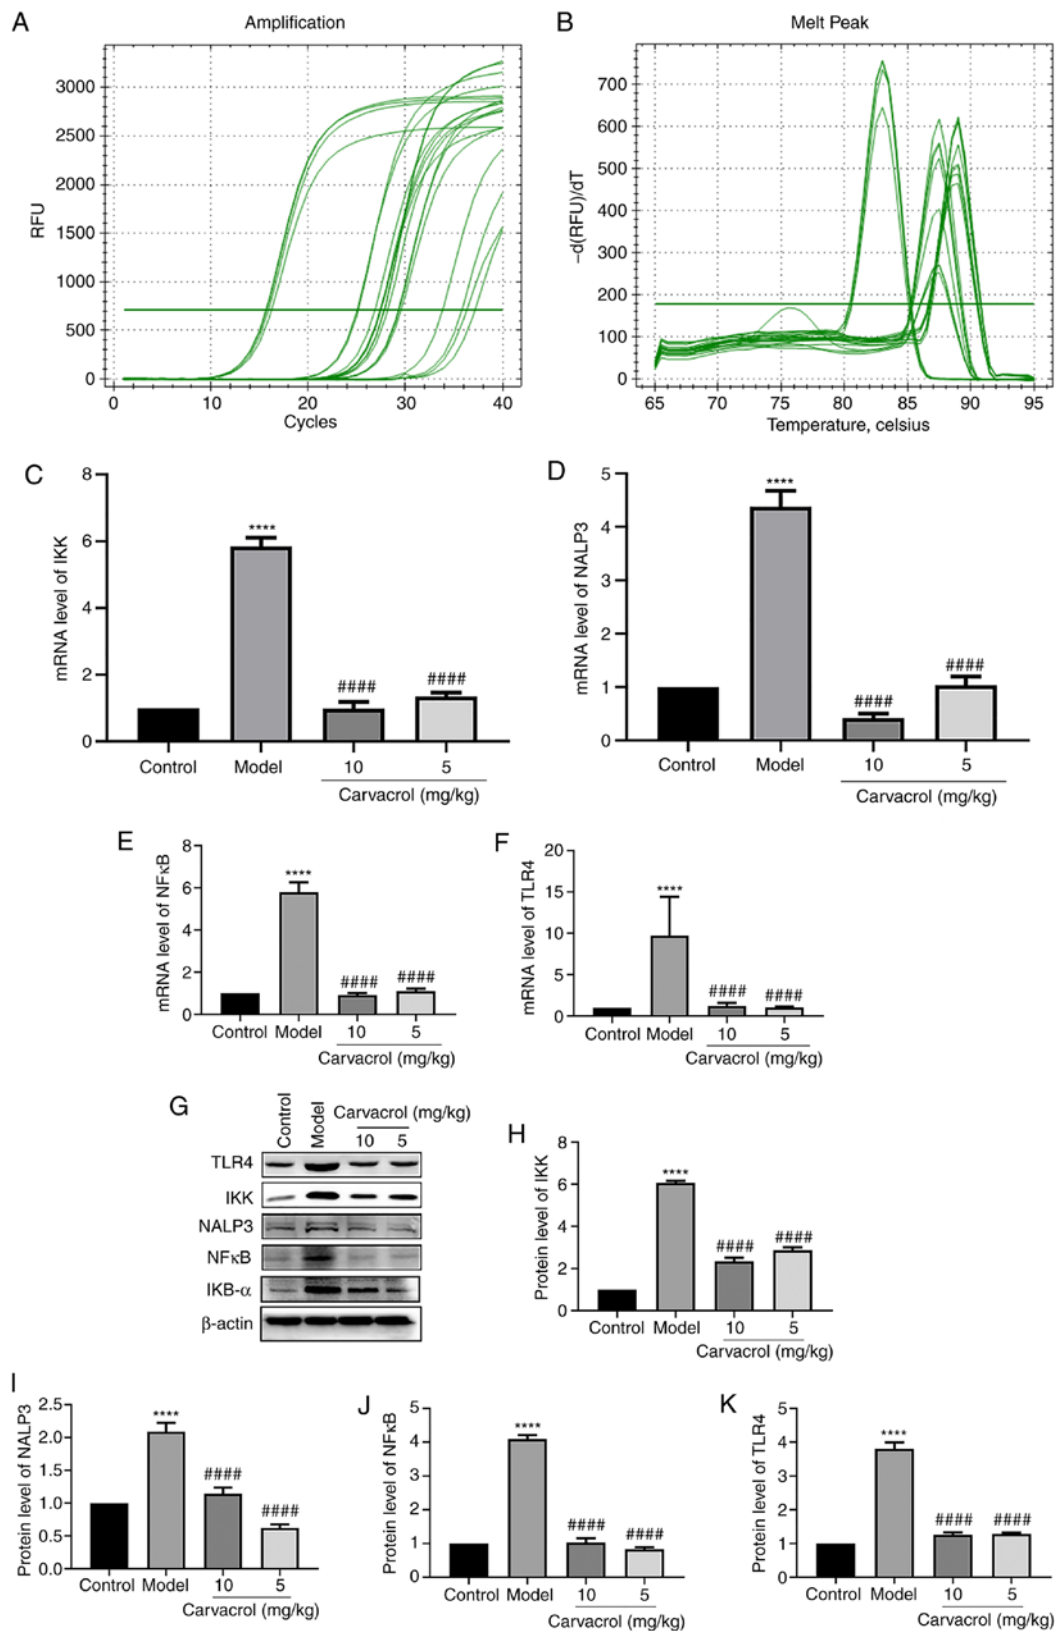 A
Amplification
RFU
3000
2500
2000
1500
1000
500
0
0 10 20 30 40
Cycles
B
Melt Peak
–d(RFU)/dT
700
600
500
400
300
200
100
0
65 70 75 80 85 90 95
Temperature, celsius
C
mRNA level of IKK
8
6
4
2
0
****
####
####
Control Model 10 5
Carvacrol (mg/kg)
D
mRNA level of NALP3
5
4
3
2
1
0
****
####
####
Control Model 10 5
Carvacrol (mg/kg)
E
mRNA level of NFκB
8
6
4
2
0
****
####
####
Control Model 10 5
Carvacrol (mg/kg)
F
mRNA level of TLR4
20
15
10
5
0
****
####
####
Control Model 10 5
Carvacrol (mg/kg)
G
Control
Model
Carvacrol (mg/kg)
10 5
TLR4
IKK
NALP3
NFκB
IKB-α
β-actin
H
Protein level of IKK
8
6
4
2
0
****
####
####
Control Model 10 5
Carvacrol (mg/kg)
I
Protein level of NALP3
2.5
2.0
1.5
1.0
0.5
0.0
****
####
####
Control Model 10 5
Carvacrol (mg/kg)
J
Protein level of NFκB
5
4
3
2
1
0
****
####
####
Control Model 10 5
Carvacrol (mg/kg)
K
Protein level of TLR4
5
4
3
2
1
0
****
####
####
Control Model 10 5
Carvacrol (mg/kg)